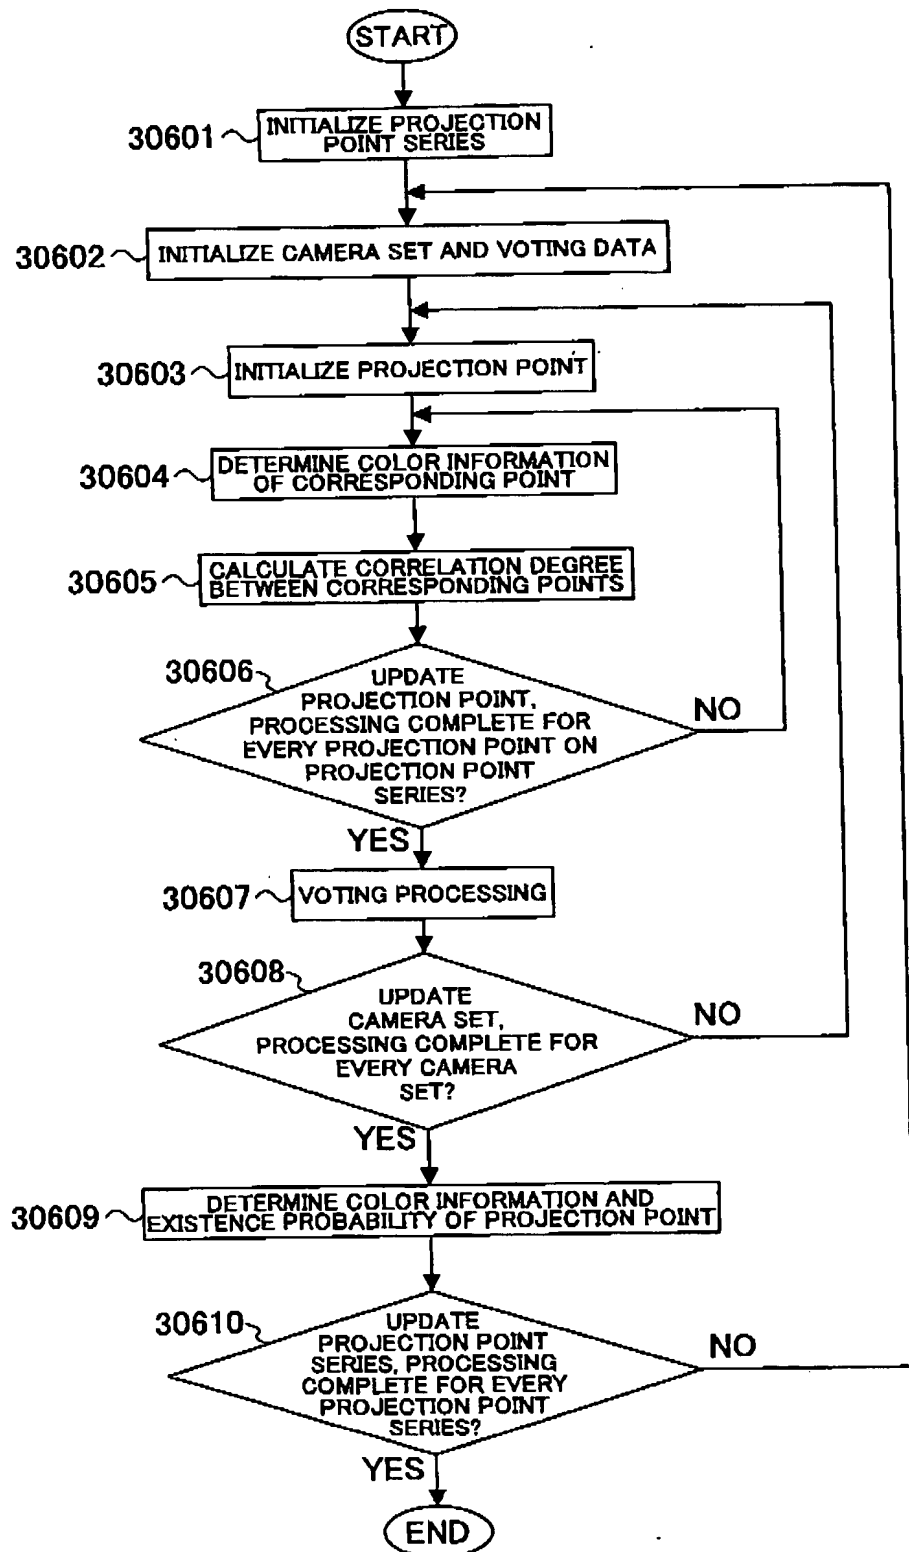 START
30601
INITIALIZE PROJECTION
POINT SERIES
30602
INITIALIZE CAMERA SET AND VOTING DATA
30603
INITIALIZE PROJECTION POINT
30604
DETERMINE COLOR INFORMATION
OF CORRESPONDING POINT
30605
CALCULATE CORRELATION DEGREE
BETWEEN CORRESPONDING POINTS
30606
UPDATE
PROJECTION POINT,
PROCESSING COMPLETE FOR
EVERY PROJECTION POINT ON
PROJECTION POINT
SERIES?
NO
YES
30607
VOTING PROCESSING
30608
UPDATE
CAMERA SET,
PROCESSING COMPLETE FOR
EVERY CAMERA
SET?
NO
YES
30609
DETERMINE COLOR INFORMATION AND
EXISTENCE PROBABILITY OF PROJECTION POINT
30610
UPDATE
PROJECTION POINT
SERIES, PROCESSING
COMPLETE FOR EVERY
PROJECTION POINT
SERIES?
NO
YES
END